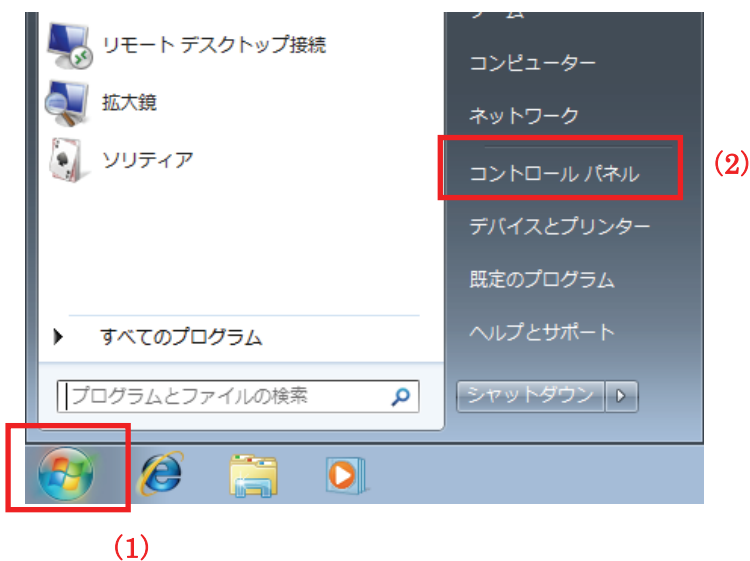 リモート デスクトップ接続
拡大鏡
ソリティア
すべてのプログラム
プログラムとファイルの検索
コンピューター
ネットワーク
コントロール パネル
(2)
デバイスとプリンター
既定のプログラム
ヘルプとサポート
シャットダウン
(1)